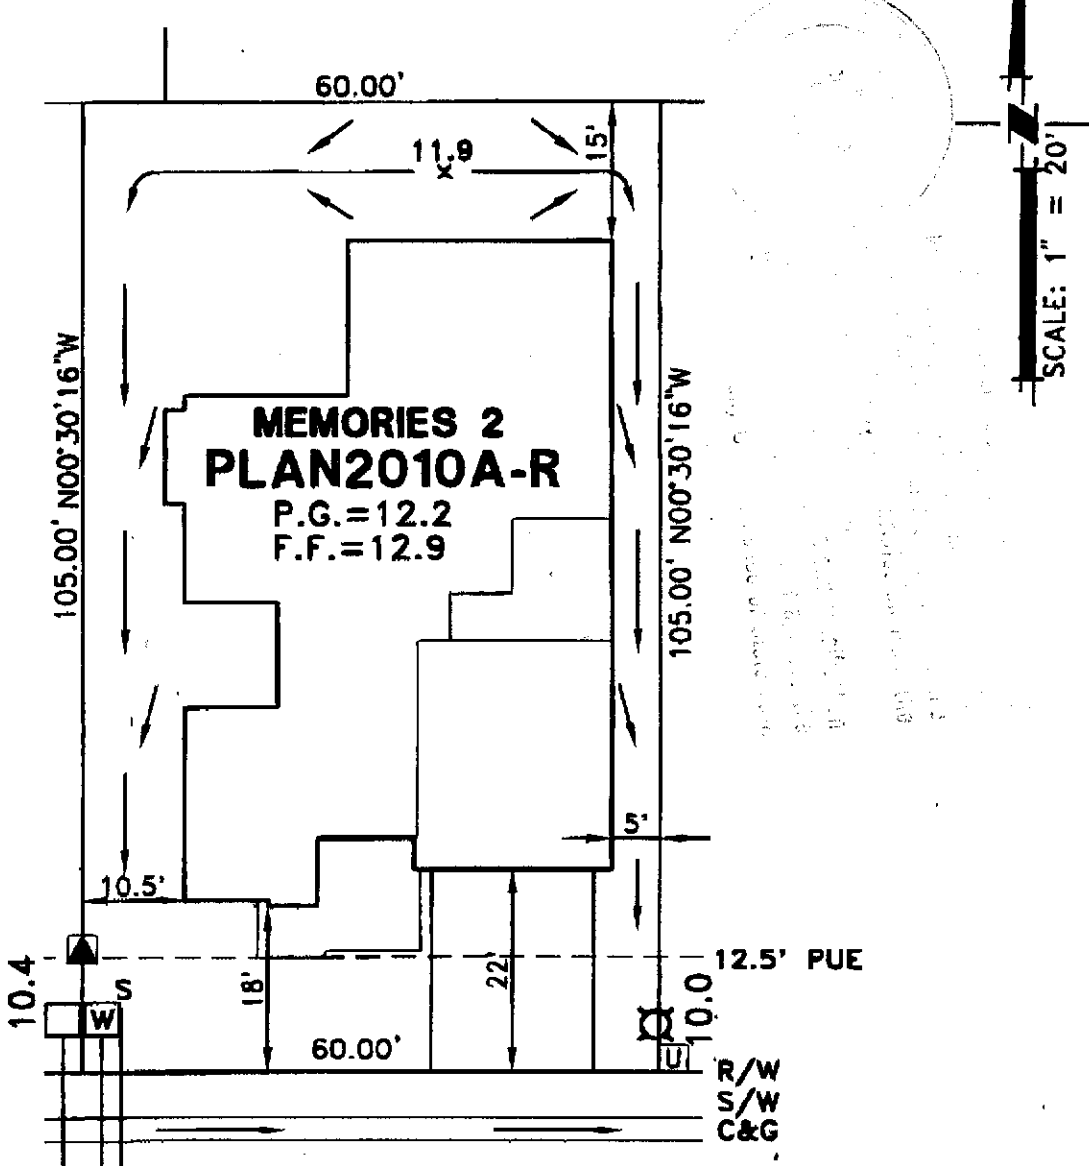 60.00'
15'
11.9
x
SCALE: 1" = 20'
105.00' N00°30'16"W
105.00' N00°30'16"W
MEMORIES 2
PLAN2010A-R
P.G.=12.2
F.F.=12.9
5'
10.5'
18'
22'
12.5' PUE
10.4
S
W
10.0
U
60.00'
R/W
S/W
C&G